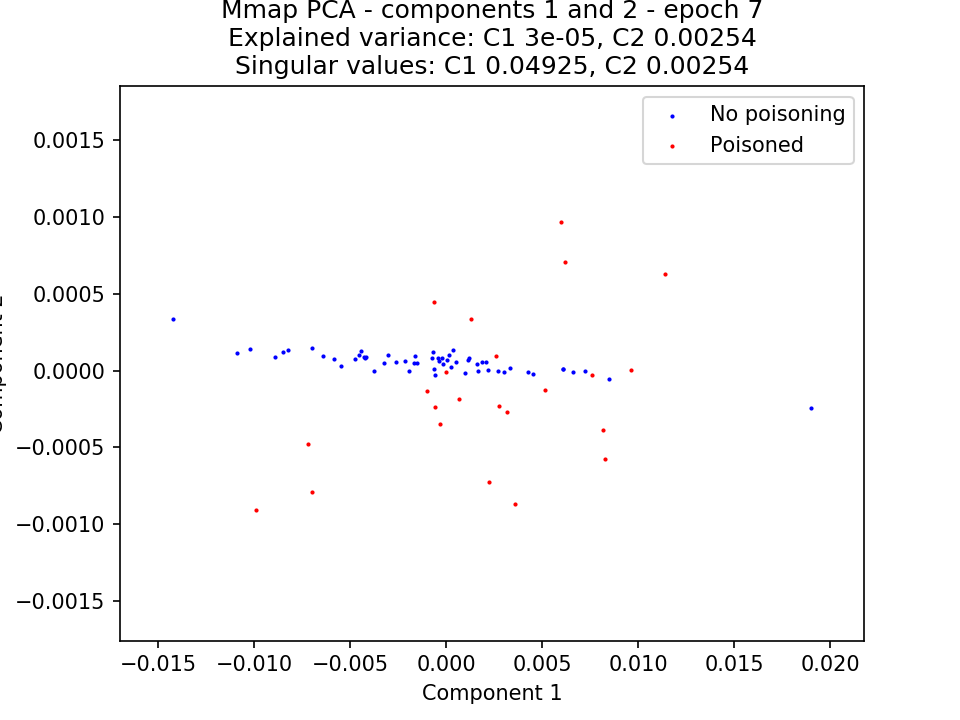 Mmap PCA - components 1 and 2 - epoch 7
Explained variance: C1 3e-05, C2 0.00254
Singular values: C1 0.04925, C2 0.00254
No poisoning
Poisoned
0.0015
0.0010
0.0005
0.0000
−0.0005
−0.0010
−0.0015
−0.015 −0.010 −0.005 0.000 0.005 0.010 0.015 0.020
Component 1